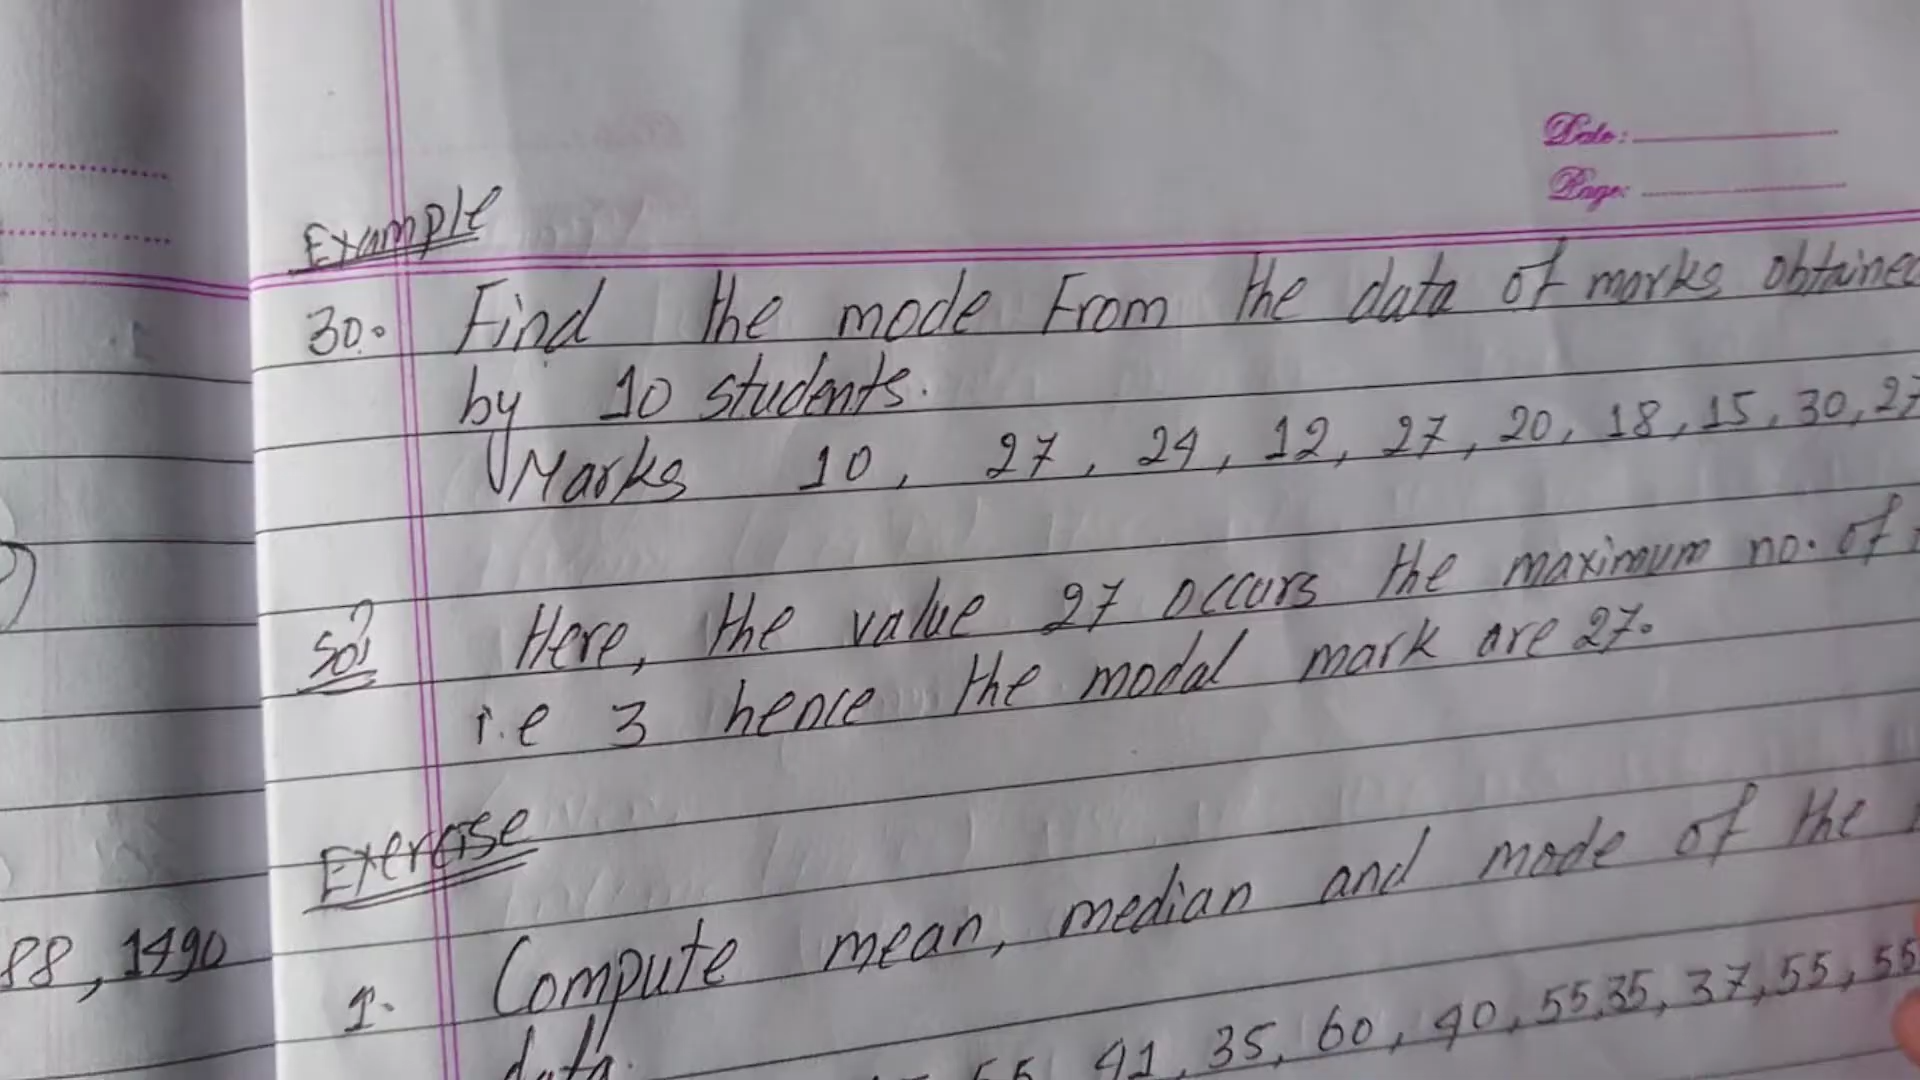 Date:
Page:
Example
30. Find the mode From the data of marks obtained
by 10 students.
Marks 10, 27, 24, 12, 27, 20, 18, 15, 30, 27
Sol? Here, the value 27 occurs the maximum no. of
i.e 3 hence the modal mark are 27.
Exercise
88, 1490
1. Compute mean, median and mode of the
data.
55, 41, 35, 60, 40, 55, 35, 37, 55, 55